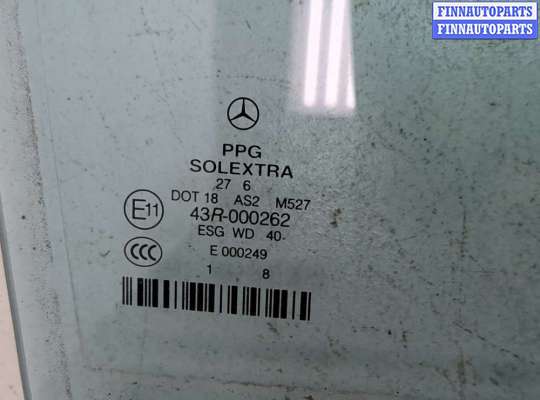 FINNAUTOPARTS
FINNAUTOPARTS
PPG
SOLEXTRA
27 6
DOT 18 AS2 M527
E11 43R-000262
ESG WD 40-
CCC E 000249
1 8